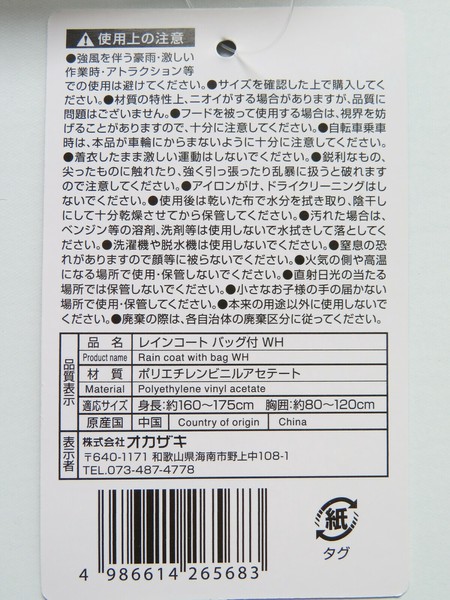 ⚠使用上の注意
●強風を伴う豪雨・激しい
作業時・アトラクション等
での使用は避けてください。●サイズを確認した上で購入してく
ださい。●材質の特性上、ニオイがする場合がありますが、品質に
問題はございません。●フードを被って使用する場合は、視界を妨
げることがありますので、十分に注意してください。●自転車乗車
時は、本品が車輪にからまないように十分に注意してください。
●着衣したまま激しい運動はしないでください。●鋭利なもの、
尖ったものに触れたり、強く引っ張ったり乱暴に扱うと破れます
ので注意してください。●アイロンがけ、ドライクリーニングはし
ないでください。●使用後は乾いた布で水分を拭き取り、陰干し
にして十分乾燥させてから保管してください。●汚れた場合は、
ベンジン等の溶剤、洗剤等は使用しないで水拭きして落としてく
ださい。●洗濯機や脱水機は使用しないでください。●窒息の恐
れがありますので顔等に被らないでください。●火気の側や高温
になる場所で使用・保管しないでください。●直射日光の当たる
場所では保管しないでください。●小さなお子様の手の届かない
場所で使用・保管してください。●本来の用途以外に使用しないで
ください。●廃棄の際は、各自治体の廃棄区分に従ってください。
品質表示
品 名 レインコート バッグ付 WH
Product name Rain coat with bag WH
材 質 ポリエチレンビニルアセテート
Material Polyethylene vinyl acetate
適応サイズ 身長:約160〜175cm 胸囲:約80〜120cm
原産国 中国 Country of origin China
表示者
株式会社オカザキ
〒640-1171 和歌山県海南市野上中108-1
TEL.073-487-4778
紙
タグ
4 986614 265683